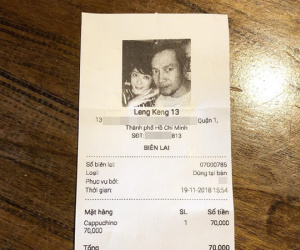 Leng Keng 13
13 Quận 1,
Thành phố Hồ Chí Minh
SĐT: 813
BIÊN LAI
Số biên lai: 07000785
Loại: Dùng tại bàn
Phục vụ bởi:
Thời gian: 19-11-2018 15:54
Mặt hàng SL Số tiền
Cappuchino 1 70,000
70,000
Tổng 70,000